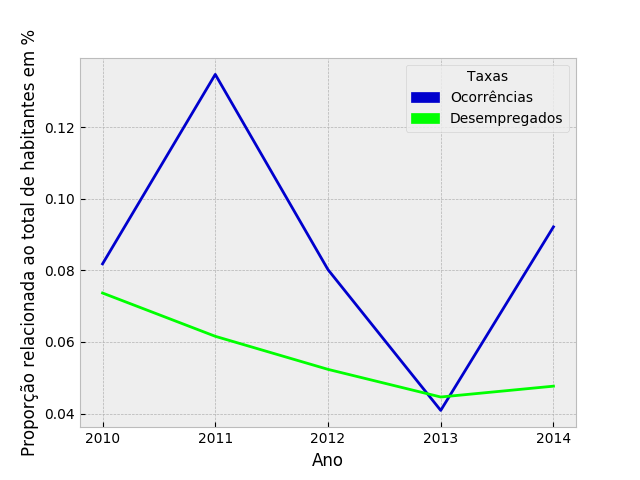 Proporção relacionada ao total de habitantes em %
Taxas
Ocorrências
Desempregados
0.12
0.10
0.08
0.06
0.04
2010 2011 2012 2013 2014
Ano